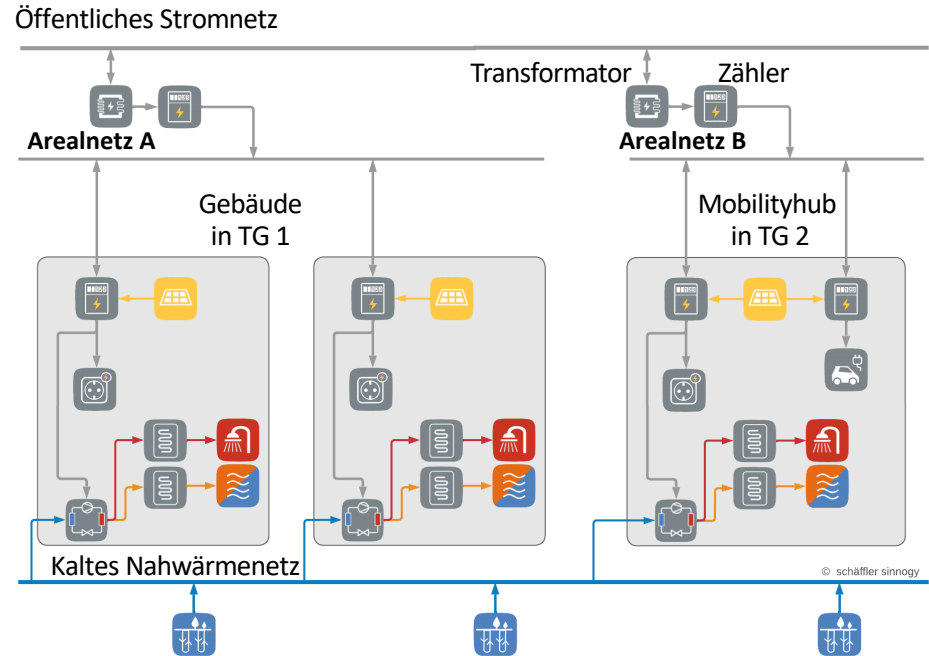 Öffentliches Stromnetz
Transformator
Zähler
Arealnetz A
Arealnetz B
Gebäude
in TG 1
Mobilityhub
in TG 2
Kaltes Nahwärmenetz
© schäffler sinnogy